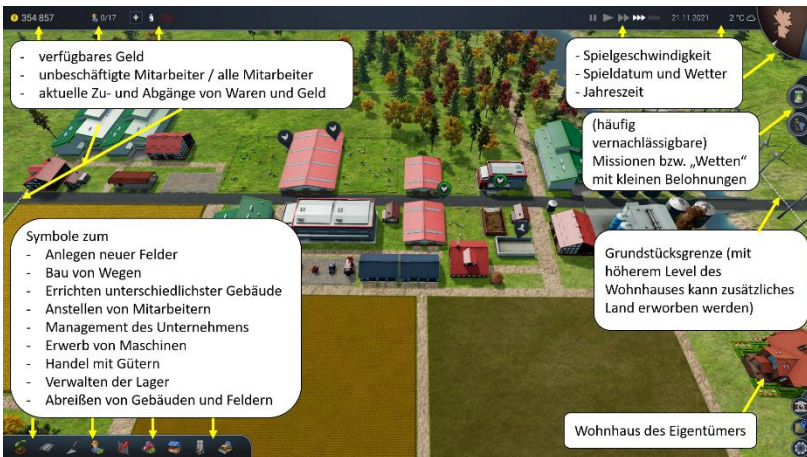 354 857
0/17
720
21.11.2021
2 °C
- verfügbares Geld
- unbeschäftigte Mitarbeiter / alle Mitarbeiter
- aktuelle Zu- und Abgänge von Waren und Geld
- Spielgeschwindigkeit
- Spieldatum und Wetter
- Jahreszeit
(häufig
vernachlässigbare)
Missionen bzw. „Wetten“
mit kleinen Belohnungen
Symbole zum
- Anlegen neuer Felder
- Bau von Wegen
- Errichten unterschiedlichster Gebäude
- Anstellen von Mitarbeitern
- Management des Unternehmens
- Erwerb von Maschinen
- Handel mit Gütern
- Verwalten der Lager
- Abreißen von Gebäuden und Feldern
Grundstücksgrenze (mit
höherem Level des
Wohnhauses kann zusätzliches
Land erworben werden)
Wohnhaus des Eigentümers